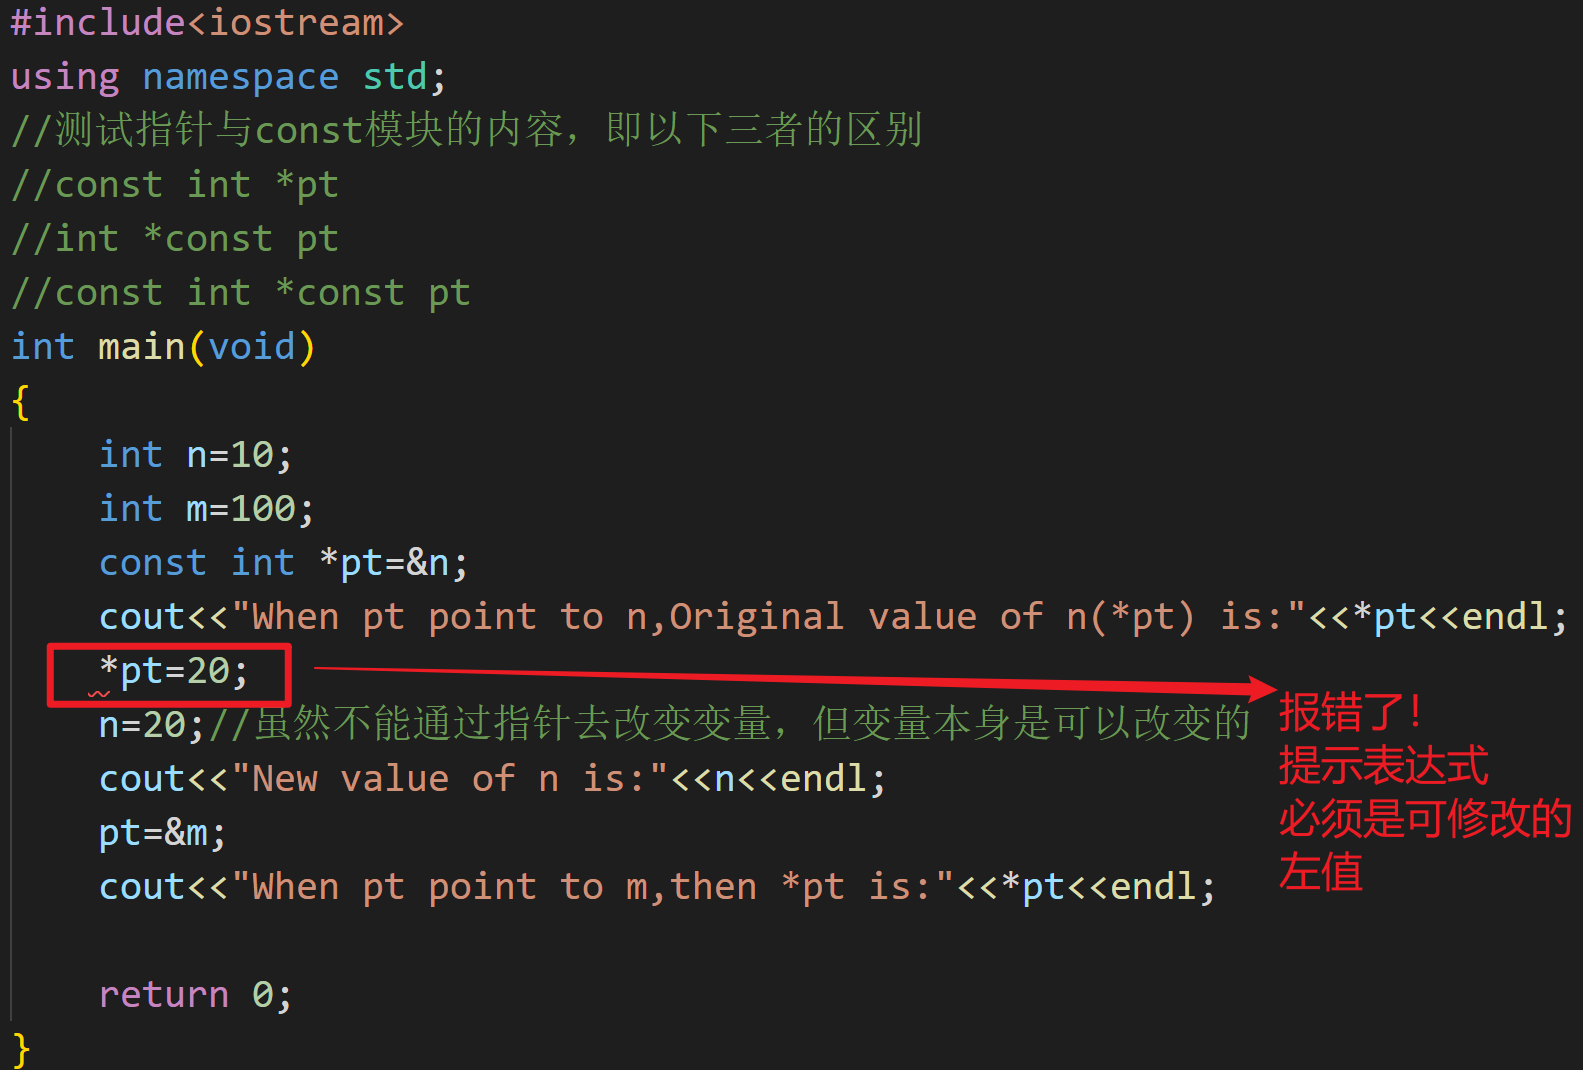 #include<iostream>
using namespace std;
//测试指针与const模块的内容，即以下三者的区别
//const int *pt
//int *const pt
//const int *const pt
int main(void)
{
    int n=10;
    int m=100;
    const int *pt=&n;
    cout<<"When pt point to n,Original value of n(*pt) is:"<<*pt<<endl;
    *pt=20;
    n=20;//虽然不能通过指针去改变变量，但变量本身是可以改变的
    cout<<"New value of n is:"<<n<<endl;
    pt=&m;
    cout<<"When pt point to m,then *pt is:"<<*pt<<endl;
    return 0;
}
报错了！
提示表达式
必须是可修改的
左值